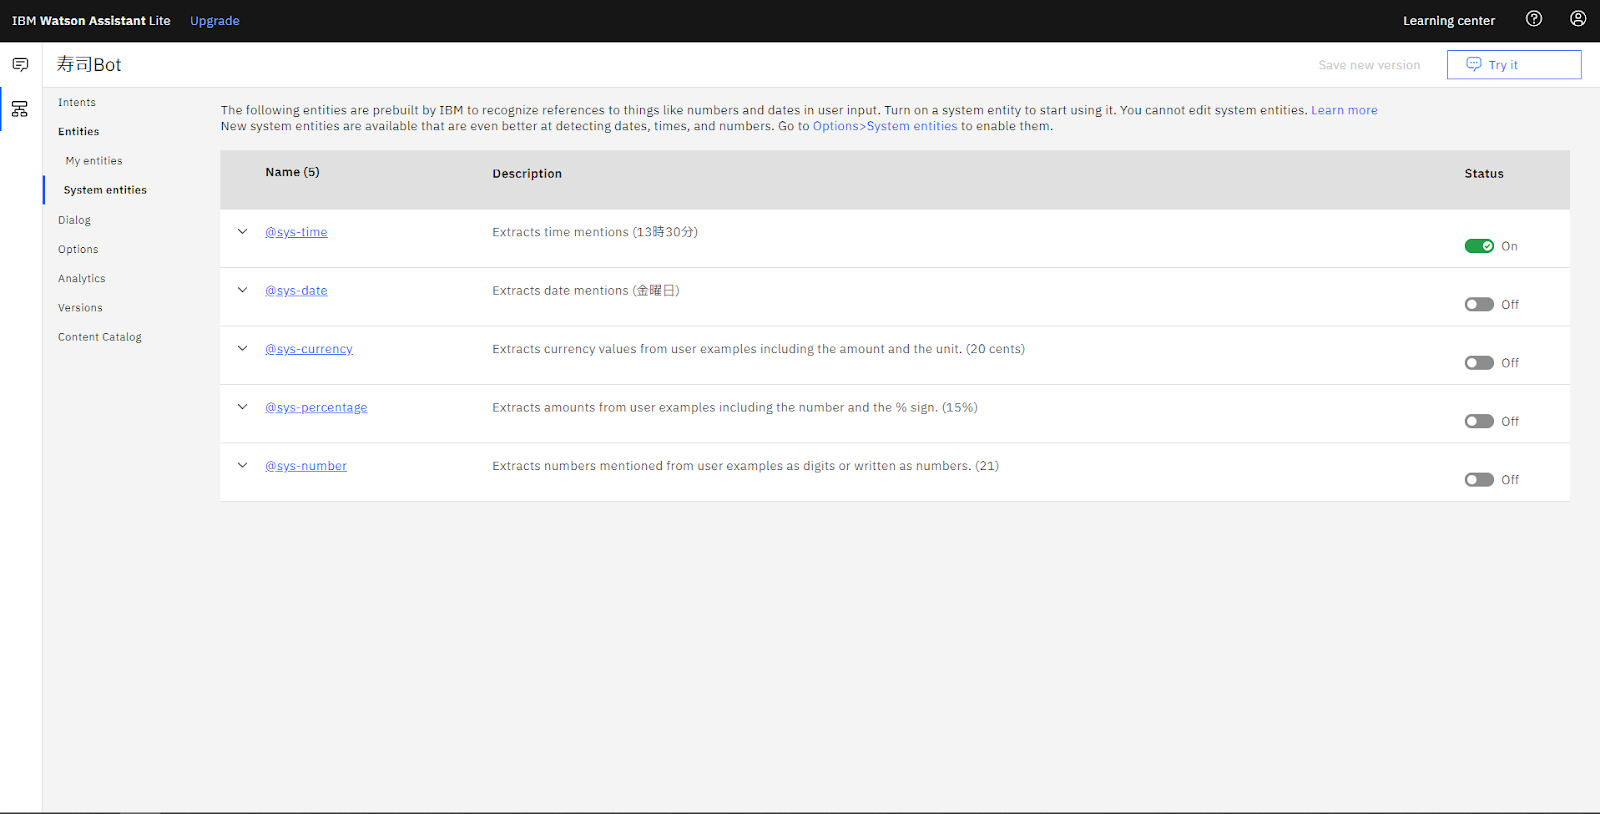 IBM Watson Assistant Lite Upgrade Learning center
寿司Bot Save new version Try it
Intents
Entities
My entities
System entities
Dialog
Options
Analytics
Versions
Content Catalog
The following entities are prebuilt by IBM to recognize references to things like numbers and dates in user input. Turn on a system entity to start using it. You cannot edit system entities. Learn more
New system entities are available that are even better at detecting dates, times, and numbers. Go to Options>System entities to enable them.
Name (5) Description Status
@sys-time Extracts time mentions (13時30分) On
@sys-date Extracts date mentions (金曜日) Off
@sys-currency Extracts currency values from user examples including the amount and the unit. (20 cents) Off
@sys-percentage Extracts amounts from user examples including the number and the % sign. (15%) Off
@sys-number Extracts numbers mentioned from user examples as digits or written as numbers. (21) Off